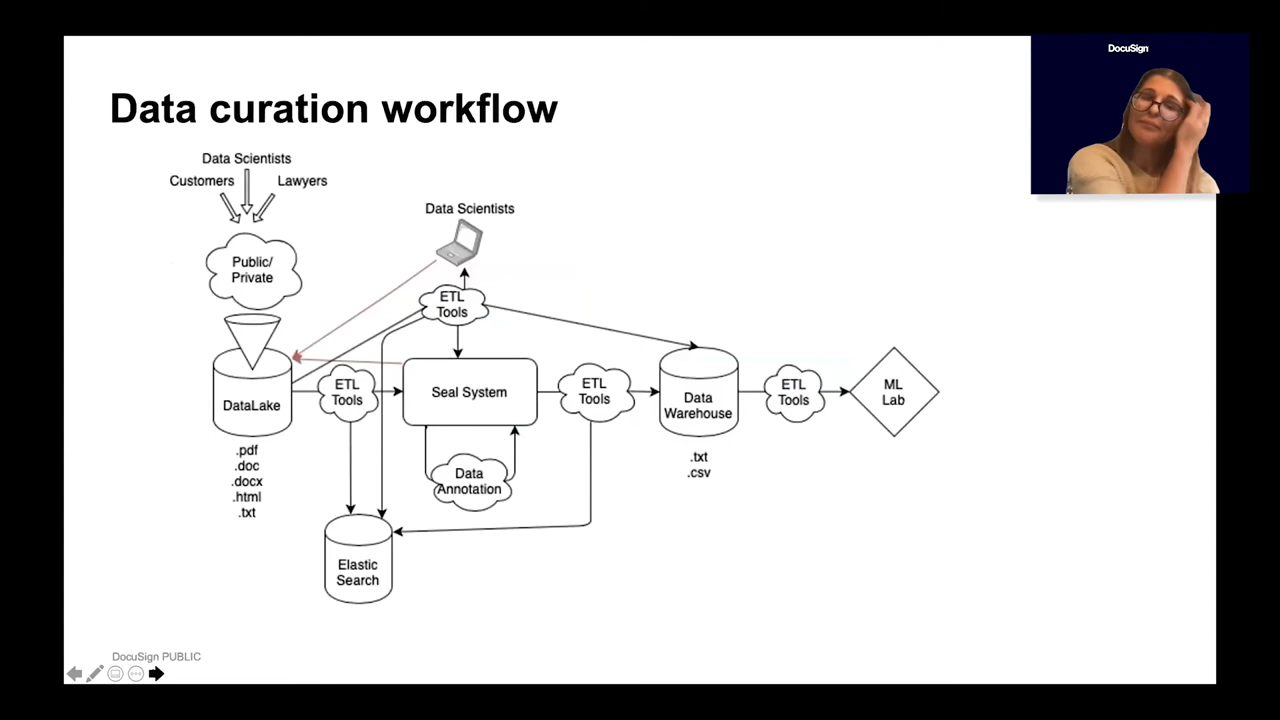 DocuSign
Data curation workflow
Data Scientists
Customers
Lawyers
Public/
Private
Data Scientists
ETL
Tools
DataLake
ETL
Tools
Seal System
ETL
Tools
Data
Warehouse
ETL
Tools
ML
Lab
.pdf
.doc
.docx
.html
.txt
Data
Annotation
.txt
.csv
Elastic
Search
DocuSign PUBLIC